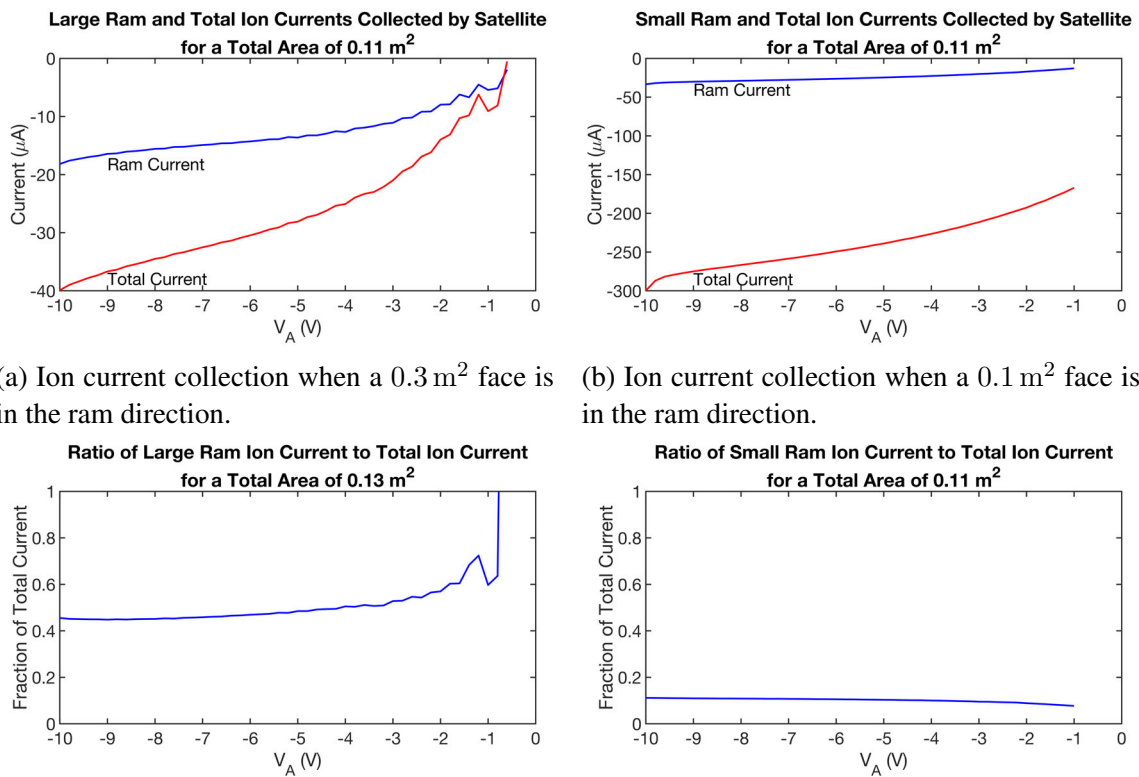 Large Ram and Total Ion Currents Collected by Satellite
for a Total Area of 0.11 m²
0
-10
-20
-30
-40
Current (μA)
Ram Current
Total Current
-10 -9 -8 -7 -6 -5 -4 -3 -2 -1 0
V_A (V)
Small Ram and Total Ion Currents Collected by Satellite
for a Total Area of 0.11 m²
0
-50
-100
-150
-200
-250
-300
Current (μA)
Ram Current
Total Current
-10 -9 -8 -7 -6 -5 -4 -3 -2 -1 0
V_A (V)
(a) Ion current collection when a 0.3 m² face is
in the ram direction.
(b) Ion current collection when a 0.1 m² face is
in the ram direction.
Ratio of Large Ram Ion Current to Total Ion Current
for a Total Area of 0.13 m²
1
0.8
0.6
0.4
0.2
0
Fraction of Total Current
-10 -9 -8 -7 -6 -5 -4 -3 -2 -1 0
V_A (V)
Ratio of Small Ram Ion Current to Total Ion Current
for a Total Area of 0.11 m²
1
0.8
0.6
0.4
0.2
0
Fraction of Total Current
-10 -9 -8 -7 -6 -5 -4 -3 -2 -1 0
V_A (V)